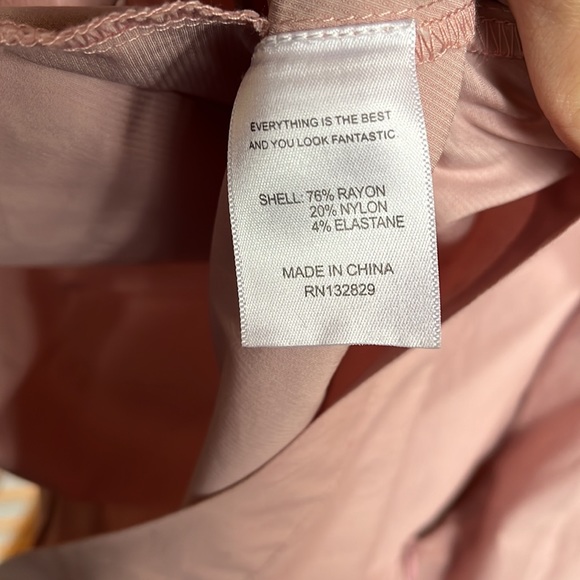 EVERYTHING IS THE BEST
AND YOU LOOK FANTASTIC
SHELL: 76% RAYON
20% NYLON
4% ELASTANE
MADE IN CHINA
RN132829